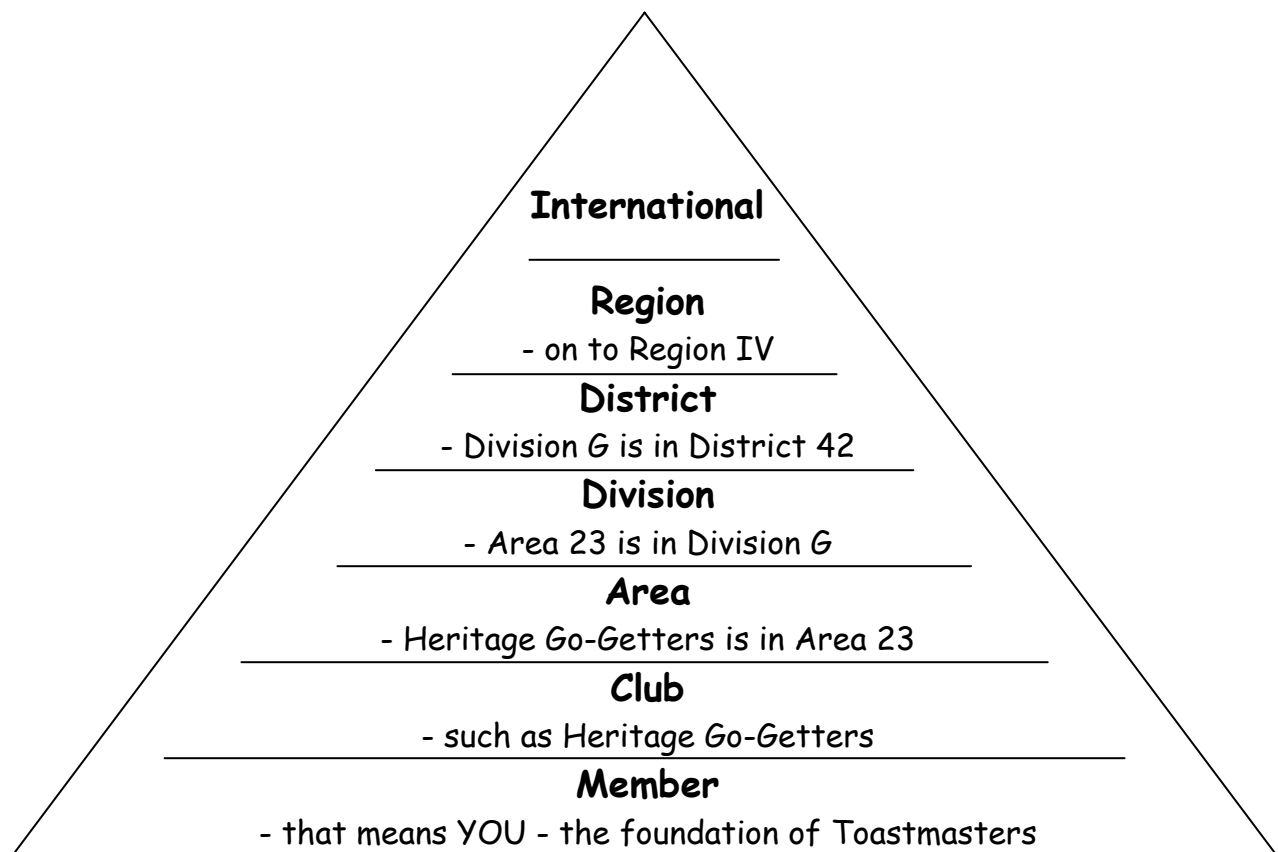 International
Region
- on to Region IV
District
- Division G is in District 42
Division
- Area 23 is in Division G
Area
- Heritage Go-Getters is in Area 23
Club
- such as Heritage Go-Getters
Member
- that means YOU - the foundation of Toastmasters